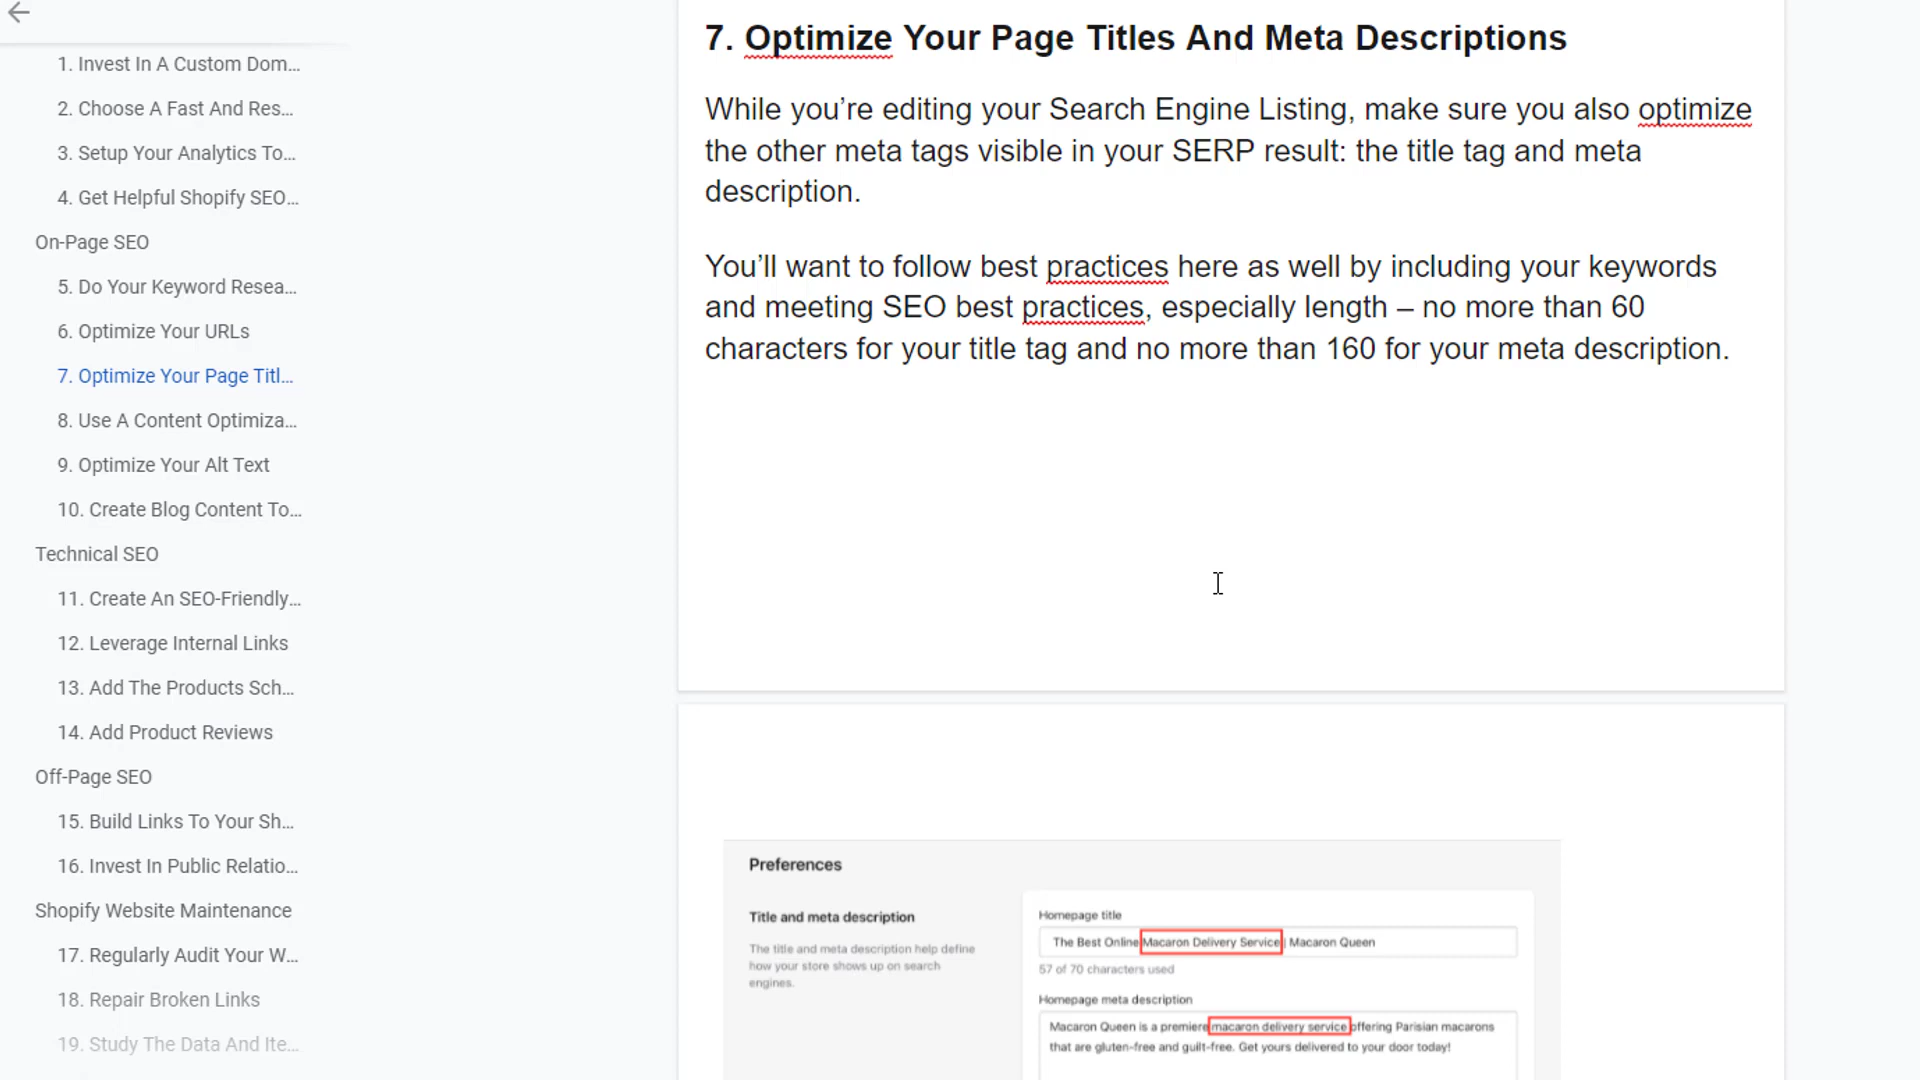 1. Invest In A Custom Dom...
2. Choose A Fast And Res...
3. Setup Your Analytics To...
4. Get Helpful Shopify SEO...
On-Page SEO
5. Do Your Keyword Resea...
6. Optimize Your URLs
7. Optimize Your Page Titl...
8. Use A Content Optimiza...
9. Optimize Your Alt Text
10. Create Blog Content To...
Technical SEO
11. Create An SEO-Friendly...
12. Leverage Internal Links
13. Add The Products Sch...
14. Add Product Reviews
Off-Page SEO
15. Build Links To Your Sh...
16. Invest In Public Relatio...
Shopify Website Maintenance
17. Regularly Audit Your W...
18. Repair Broken Links
19. Study The Data And Ite...
7. Optimize Your Page Titles And Meta Descriptions
While you’re editing your Search Engine Listing, make sure you also optimize
the other meta tags visible in your SERP result: the title tag and meta
description.
You’ll want to follow best practices here as well by including your keywords
and meeting SEO best practices, especially length – no more than 60
characters for your title tag and no more than 160 for your meta description.
Preferences
Title and meta description
The title and meta description help define
how your store shows up on search
engines.
Homepage title
The Best Online Macaron Delivery Service | Macaron Queen
57 of 70 characters used
Homepage meta description
Macaron Queen is a premiere macaron delivery service offering Parisian macarons
that are gluten-free and guilt-free. Get yours delivered to your door today!